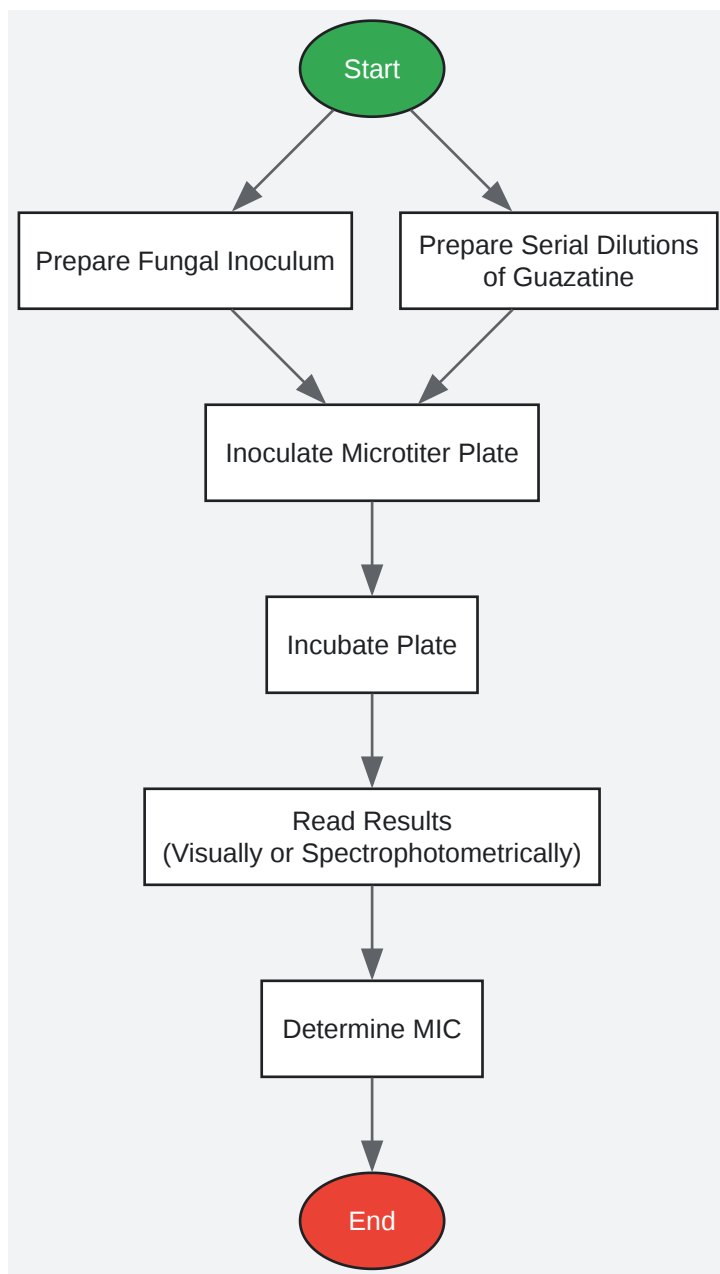 Start
Prepare Fungal Inoculum
Prepare Serial Dilutions
of Guazatine
Inoculate Microtiter Plate
Incubate Plate
Read Results
(Visually or Spectrophotometrically)
Determine MIC
End